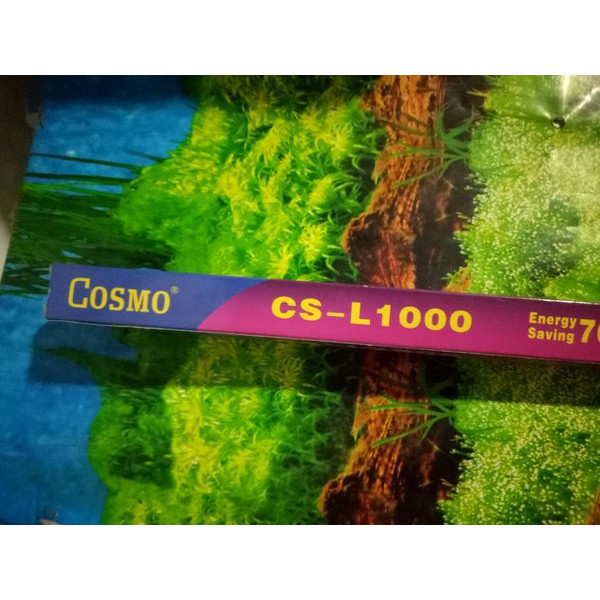 COSMO®
CS-L1000
Energy
Saving